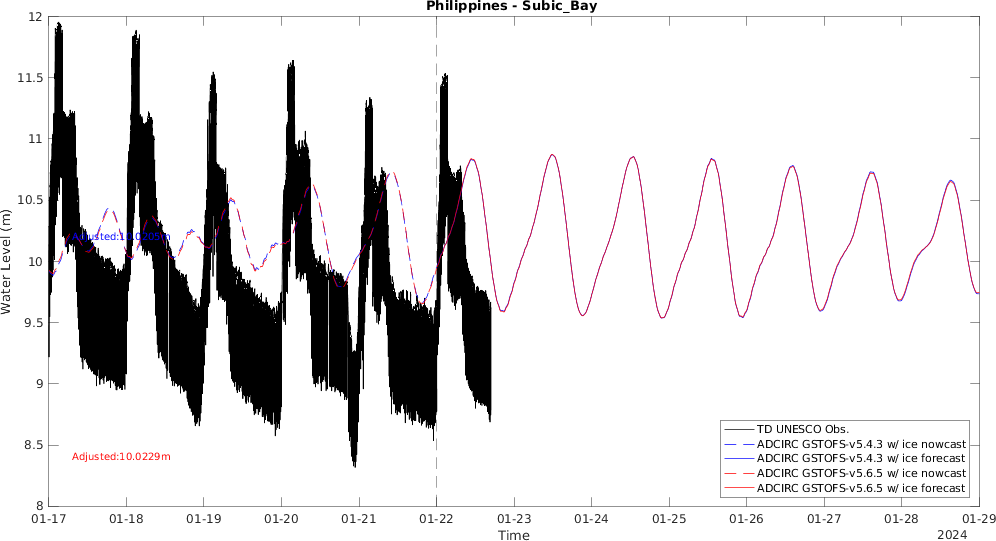 Philippines - Subic_Bay
12
11.5
11
10.5
10
9.5
9
8.5
8
Water Level (m)
Adjusted:10.0229m
TD UNESCO Obs.
ADCIRC GSTOFS-v5.4.3 w/ ice nowcast
ADCIRC GSTOFS-v5.4.3 w/ ice forecast
ADCIRC GSTOFS-v5.6.5 w/ ice nowcast
ADCIRC GSTOFS-v5.6.5 w/ ice forecast
01-17 01-18 01-19 01-20 01-21 01-22 01-23 01-24 01-25 01-26 01-27 01-28 01-29
Time
2024